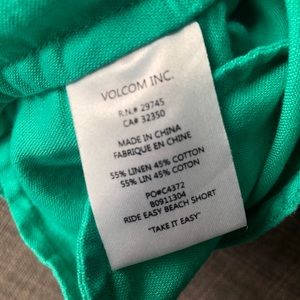 VOLCOM INC.
R.N.# 29745
CA# 32350
MADE IN CHINA
FABRIQUE EN CHINE
55% LINEN 45% COTTON
55% LIN 45% COTON
PO#C4372
B0911304
RIDE EASY BEACH SHORT
"TAKE IT EASY"